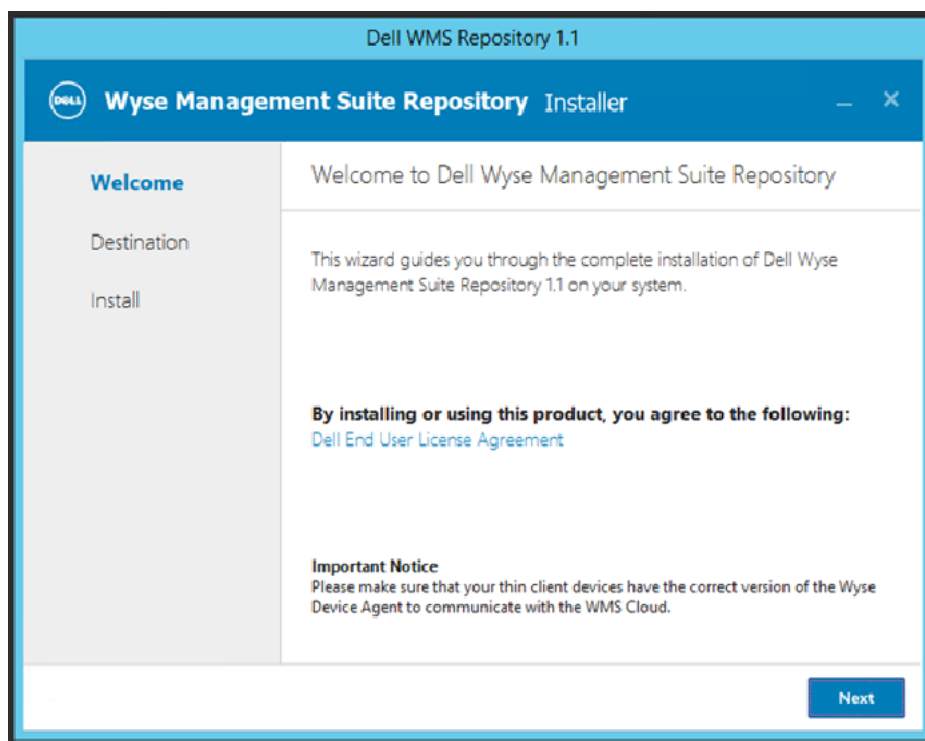 Dell WMS Repository 1.1
DELL
Wyse Management Suite Repository Installer
Welcome
Destination
Install
Welcome to Dell Wyse Management Suite Repository
This wizard guides you through the complete installation of Dell Wyse
Management Suite Repository 1.1 on your system.
By installing or using this product, you agree to the following:
Dell End User License Agreement
Important Notice
Please make sure that your thin client devices have the correct version of the Wyse
Device Agent to communicate with the WMS Cloud.
Next